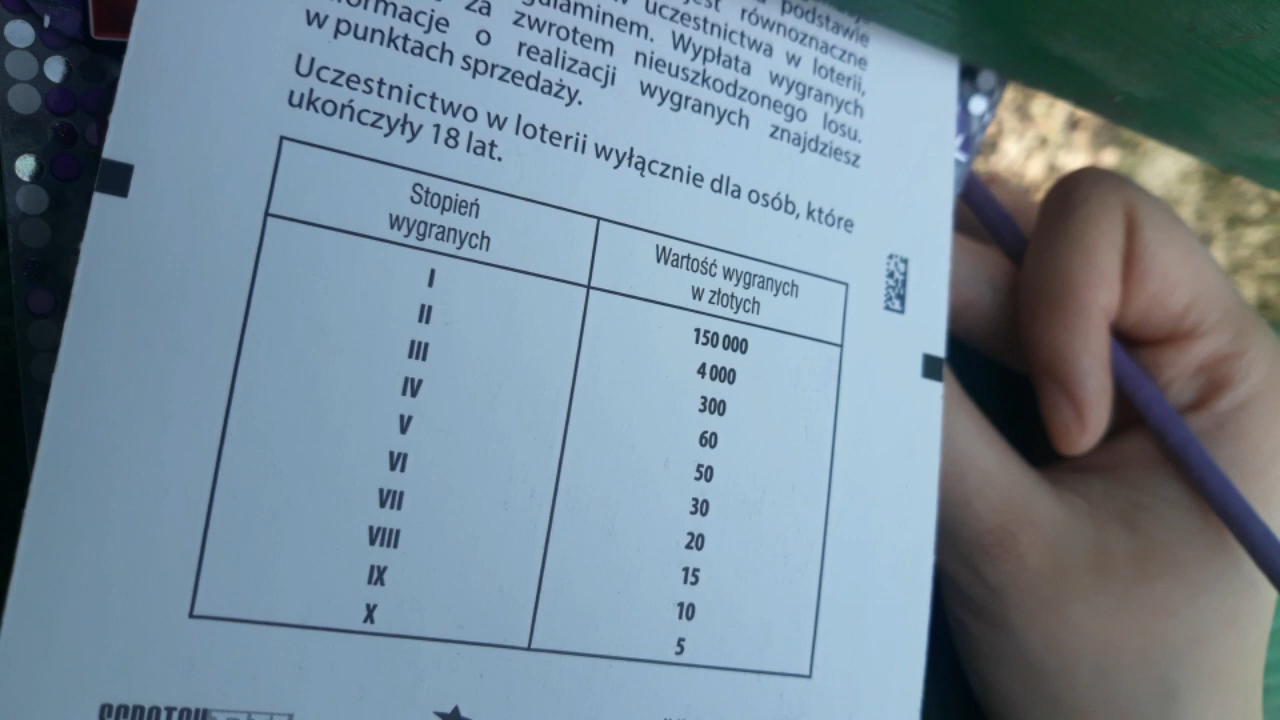 podstawie
jest równoznaczne
uczestnictwa w loterii,
Wypłata wygranych
za zwrotem nieuszkodzonego losu.
o realizacji wygranych znajdziesz
w punktach sprzedaży.
Uczestnictwo w loterii wyłącznie dla osób, które
ukończyły 18 lat.
Stopień
wygranych
Wartość wygranych
w złotych
I 150 000
II 4 000
III 300
IV 60
V 50
VI 30
VII 20
VIII 15
IX 10
X 5